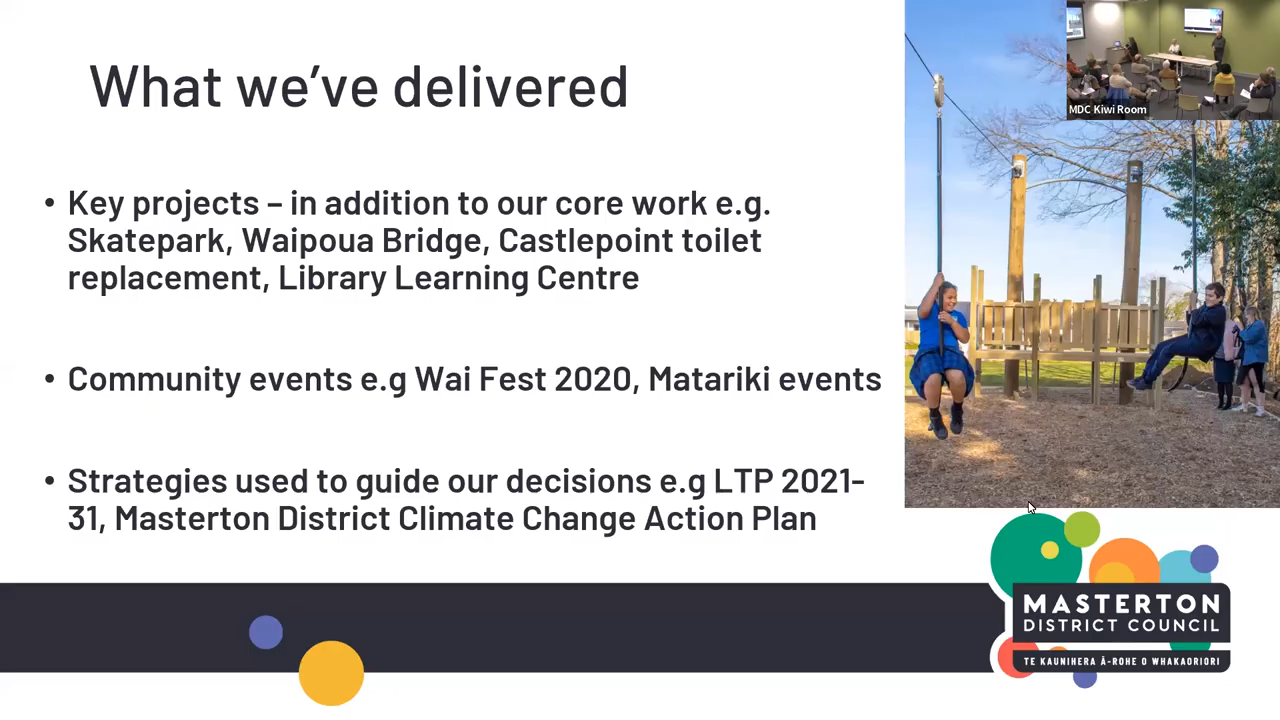 What we've delivered
MDC Kiwi Room
• Key projects – in addition to our core work e.g.
Skatepark, Waipoua Bridge, Castlepoint toilet
replacement, Library Learning Centre
• Community events e.g Wai Fest 2020, Matariki events
• Strategies used to guide our decisions e.g LTP 2021-
31, Masterton District Climate Change Action Plan
MASTERTON
DISTRICT COUNCIL
TE KAUNIHERA Ā-ROHE O WHAKAORIORI